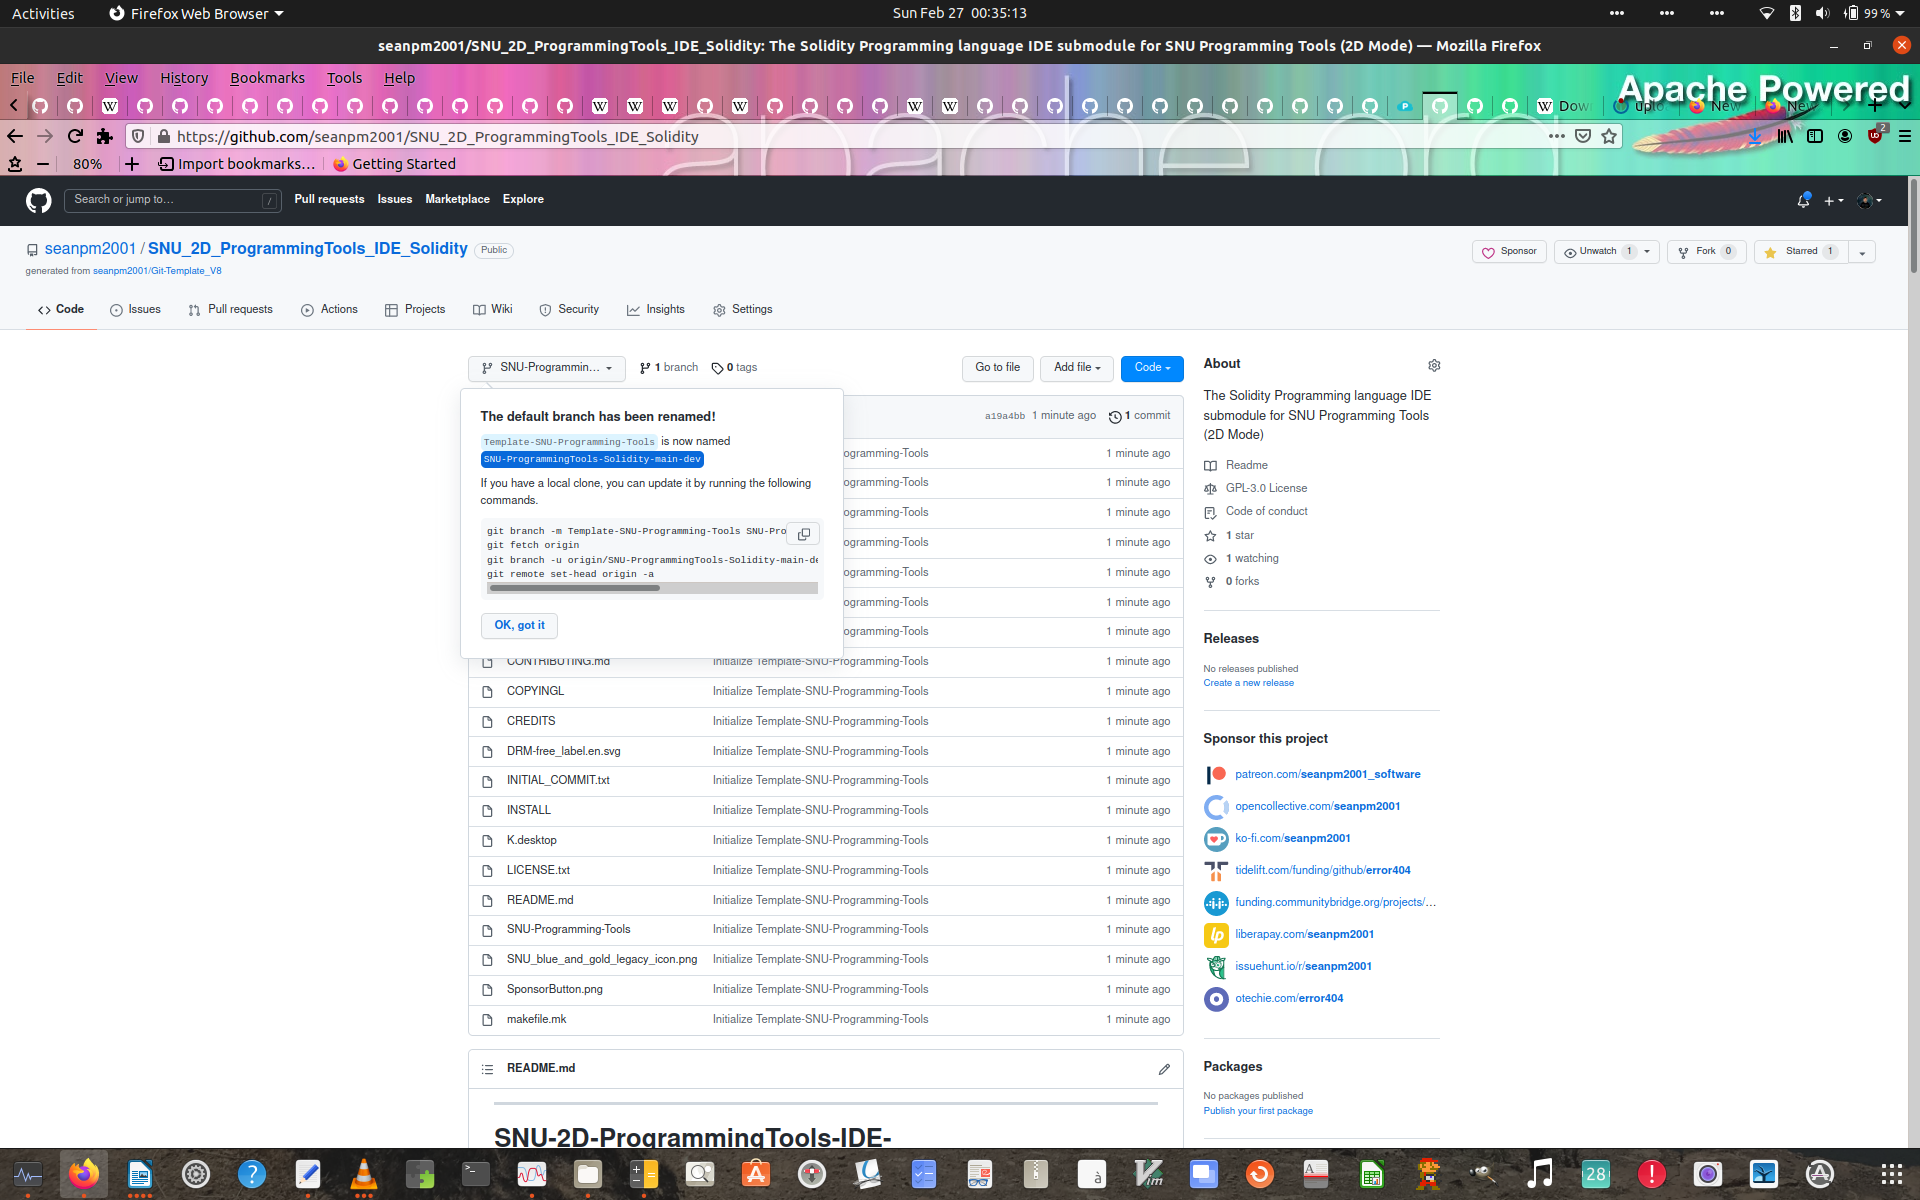 Activities
Firefox Web Browser
Sun Feb 27 00:35:13
99 %
seanpm2001/SNU_2D_ProgrammingTools_IDE_Solidity: The Solidity Programming language IDE submodule for SNU Programming Tools (2D Mode) — Mozilla Firefox
File Edit View History Bookmarks Tools Help
Apache Powered
https://github.com/seanpm2001/SNU_2D_ProgrammingTools_IDE_Solidity
2
80%
Import bookmarks…
Getting Started
Search or jump to…
/
Pull requests Issues Marketplace Explore
seanpm2001 / SNU_2D_ProgrammingTools_IDE_Solidity Public
generated from seanpm2001/Git-Template_V8
Sponsor
Unwatch 1
Fork 0
Starred 1
Code Issues Pull requests Actions Projects Wiki Security Insights Settings
SNU-Programmin…
1 branch
0 tags
Go to file
Add file
Code
The default branch has been renamed!
Template-SNU-Programming-Tools is now named
SNU-ProgrammingTools-Solidity-main-dev
If you have a local clone, you can update it by running the following
commands.
git branch -m Template-SNU-Programming-Tools SNU-Pro
git fetch origin
git branch -u origin/SNU-ProgrammingTools-Solidity-main-de
git remote set-head origin -a
OK, got it
a19a4bb 1 minute ago 1 commit
ogramming-Tools 1 minute ago
ogramming-Tools 1 minute ago
ogramming-Tools 1 minute ago
ogramming-Tools 1 minute ago
ogramming-Tools 1 minute ago
ogramming-Tools 1 minute ago
ogramming-Tools 1 minute ago
CONTRIBUTING.md Initialize Template-SNU-Programming-Tools 1 minute ago
COPYINGL Initialize Template-SNU-Programming-Tools 1 minute ago
CREDITS Initialize Template-SNU-Programming-Tools 1 minute ago
DRM-free_label.en.svg Initialize Template-SNU-Programming-Tools 1 minute ago
INITIAL_COMMIT.txt Initialize Template-SNU-Programming-Tools 1 minute ago
INSTALL Initialize Template-SNU-Programming-Tools 1 minute ago
K.desktop Initialize Template-SNU-Programming-Tools 1 minute ago
LICENSE.txt Initialize Template-SNU-Programming-Tools 1 minute ago
README.md Initialize Template-SNU-Programming-Tools 1 minute ago
SNU-Programming-Tools Initialize Template-SNU-Programming-Tools 1 minute ago
SNU_blue_and_gold_legacy_icon.png Initialize Template-SNU-Programming-Tools 1 minute ago
SponsorButton.png Initialize Template-SNU-Programming-Tools 1 minute ago
makefile.mk Initialize Template-SNU-Programming-Tools 1 minute ago
README.md
SNU-2D-ProgrammingTools-IDE-
About
The Solidity Programming language IDE
submodule for SNU Programming Tools
(2D Mode)
Readme
GPL-3.0 License
Code of conduct
1 star
1 watching
0 forks
Releases
No releases published
Create a new release
Sponsor this project
patreon.com/seanpm2001_software
opencollective.com/seanpm2001
ko-fi.com/seanpm2001
tidelift.com/funding/github/error404
funding.communitybridge.org/projects/…
liberapay.com/seanpm2001
issuehunt.io/r/seanpm2001
otechie.com/error404
Packages
No packages published
Publish your first package
28